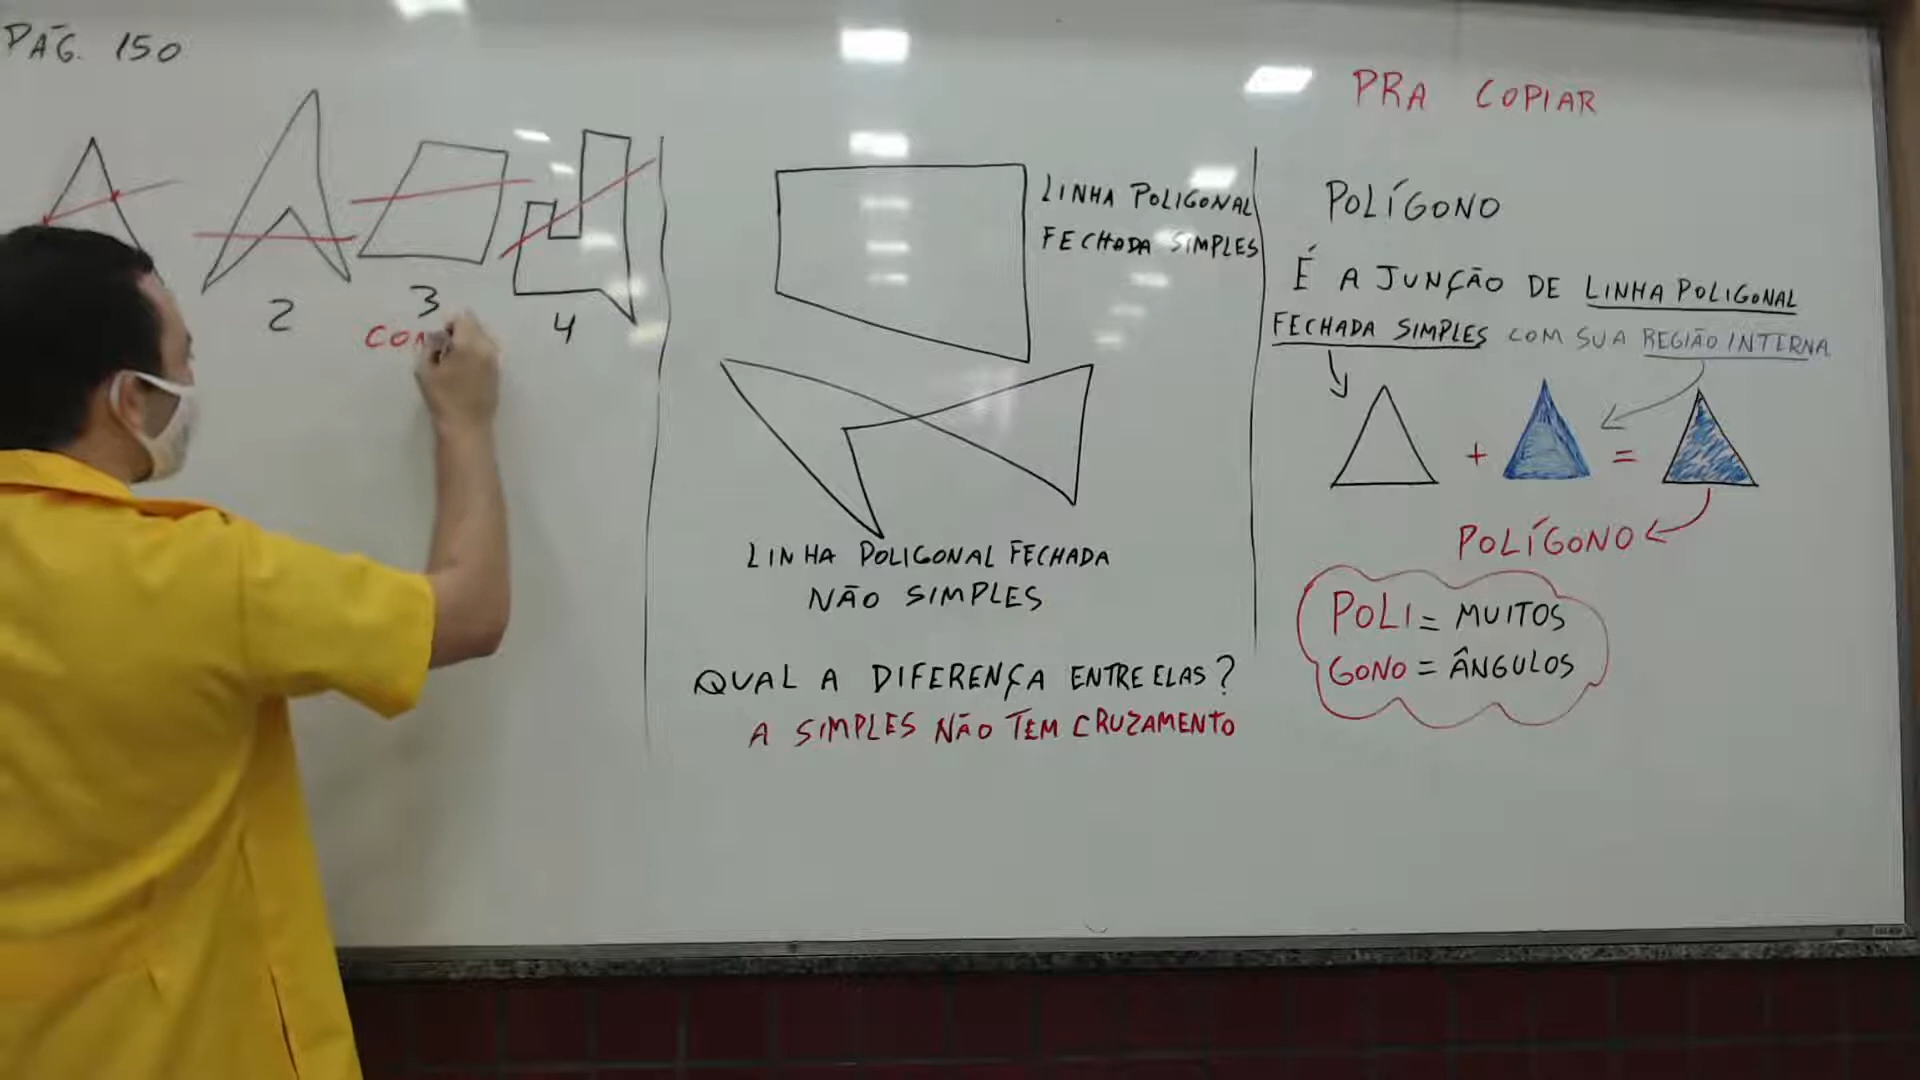 PÁG. 150
2
3
4
LINHA POLIGONAL
FECHADA SIMPLES
LINHA POLIGONAL FECHADA
NÃO SIMPLES
QUAL A DIFERENÇA ENTRE ELAS?
A SIMPLES NÃO TEM CRUZAMENTO
PRA COPIAR
POLÍGONO
É A JUNÇÃO DE LINHA POLIGONAL
FECHADA SIMPLES COM SUA REGIÃO INTERNA
+ =
POLÍGONO
POLI = MUITOS
GONO = ÂNGULOS